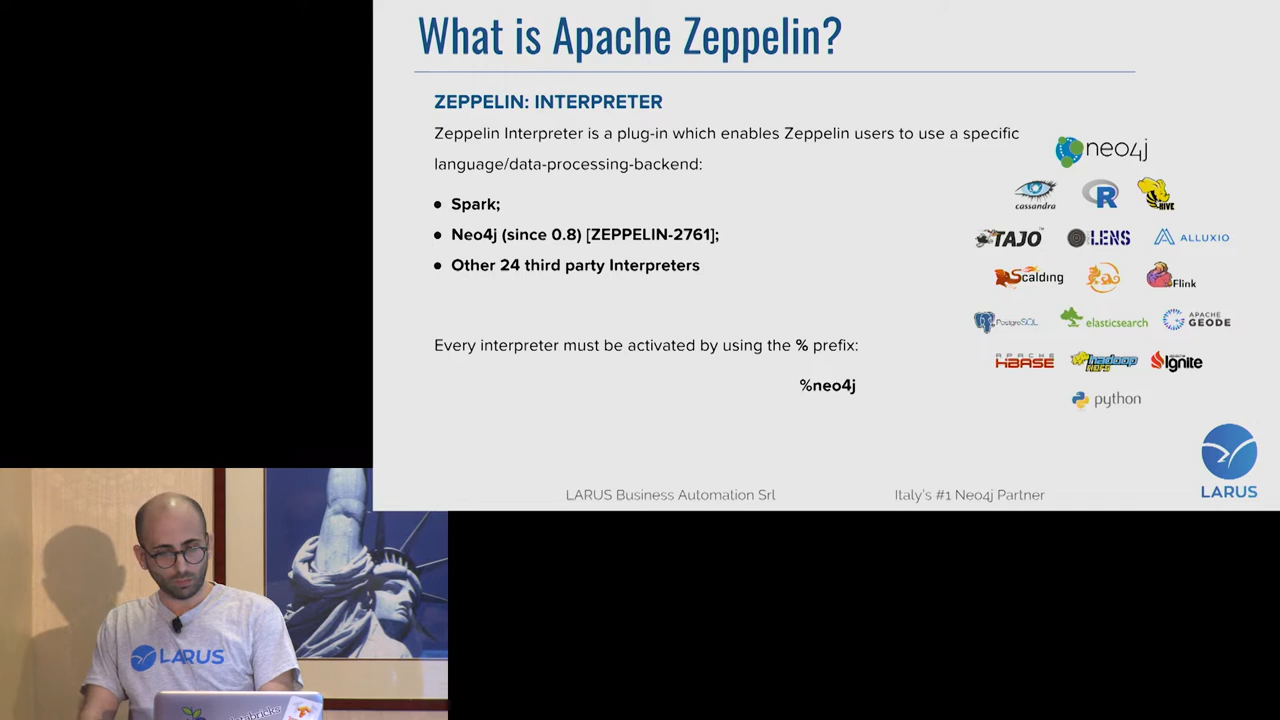 What is Apache Zeppelin?
ZEPPELIN: INTERPRETER
Zeppelin Interpreter is a plug-in which enables Zeppelin users to use a specific
language/data-processing-backend:
● Spark;
● Neo4j (since 0.8) [ZEPPELIN-2761];
● Other 24 third party Interpreters
Every interpreter must be activated by using the % prefix:
%neo4j
neo4j
cassandra R HIVE
TAJO™ LENS ALLUXIO
Scalding Flink
PostgreSQL elasticsearch APACHE GEODE
APACHE HBASE hadoop HDFS Ignite
python
LARUS
LARUS Business Automation Srl Italy's #1 Neo4j Partner
LARUS
databricks